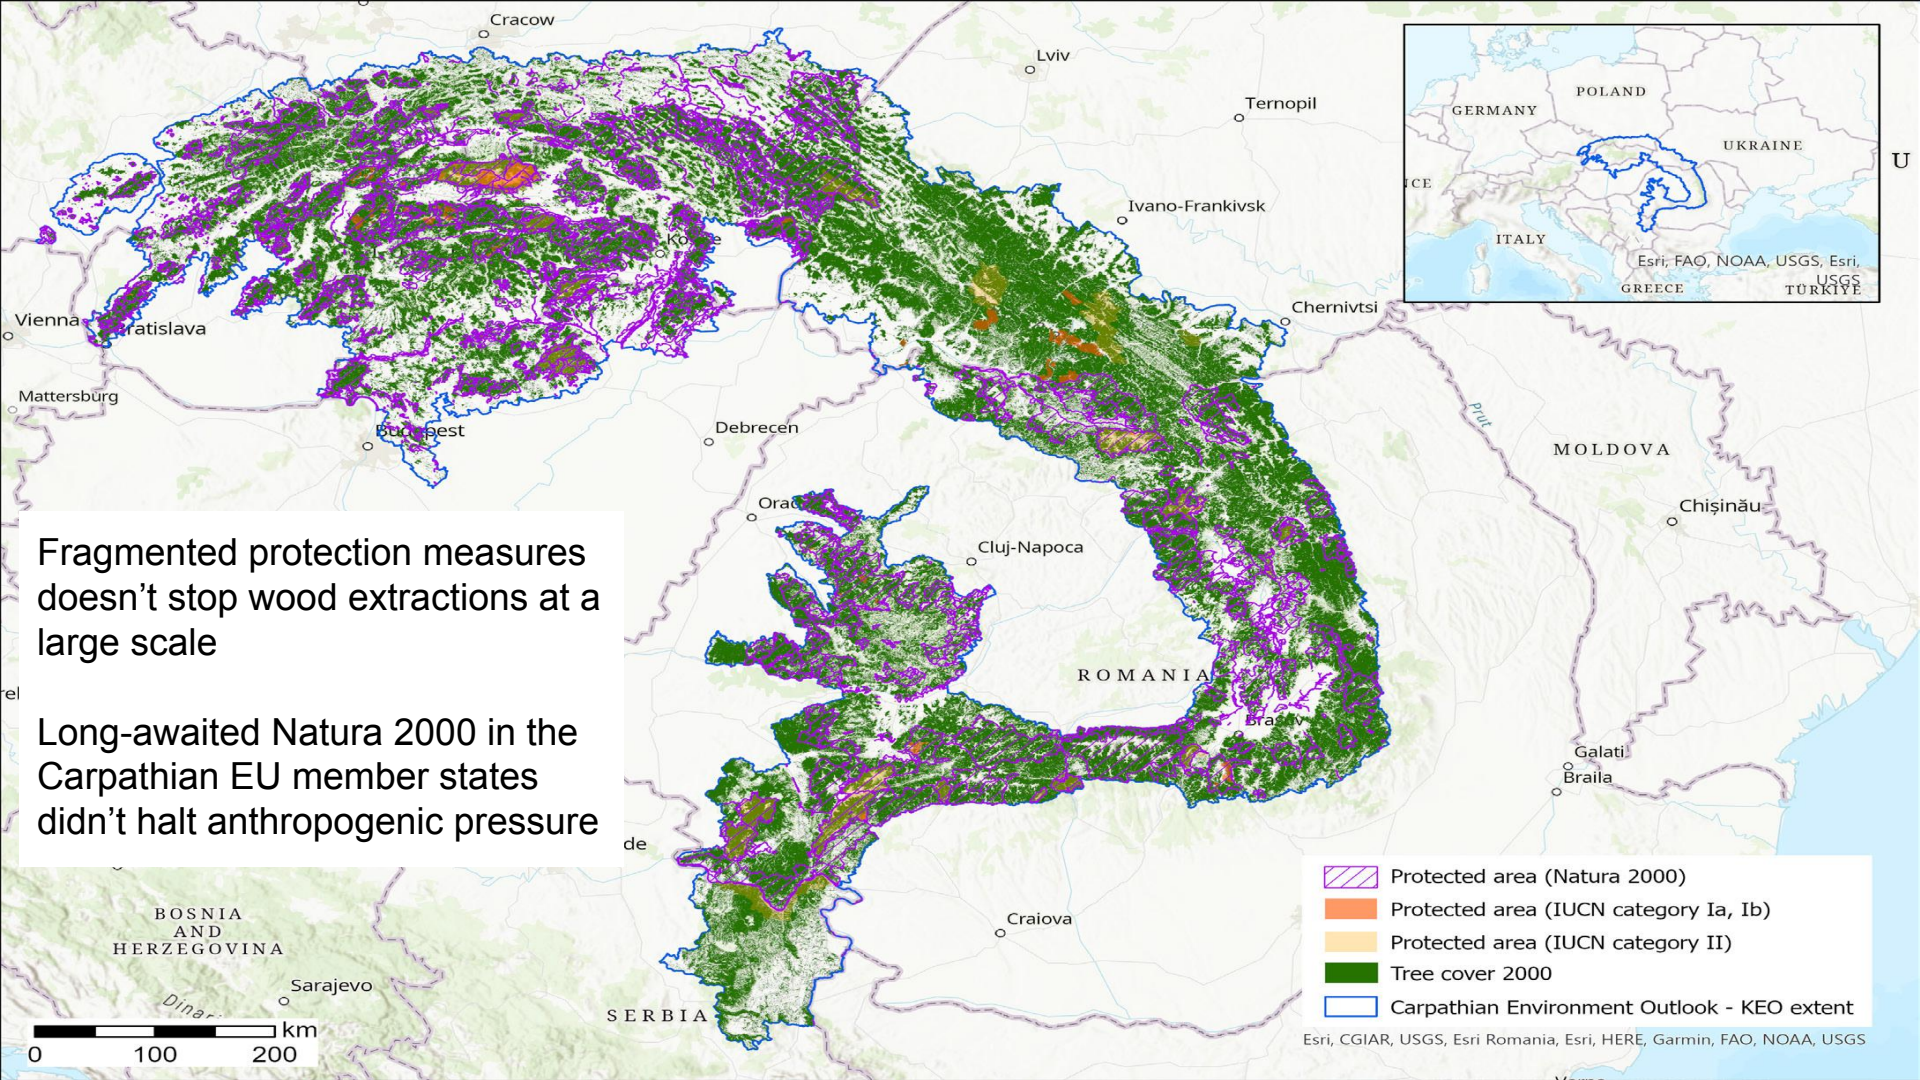 Cracow
Lviv
Ternopil
Ivano-Frankivsk
Chernivtsi
Vienna
Mattersburg
Budapest
Debrecen
Cluj-Napoca
Prut
MOLDOVA
Chișinău
ROMANIA
Brasov
Galati
Braila
Craiova
BOSNIA
AND
HERZEGOVINA
Sarajevo
SERBIA
U
GERMANY
POLAND
UKRAINE
ITALY
GREECE
TÜRKIYE
Esri, FAO, NOAA, USGS, Esri,
USGS
Fragmented protection measures
doesn’t stop wood extractions at a
large scale
Long-awaited Natura 2000 in the
Carpathian EU member states
didn’t halt anthropogenic pressure
Protected area (Natura 2000)
Protected area (IUCN category Ia, Ib)
Protected area (IUCN category II)
Tree cover 2000
Carpathian Environment Outlook - KEO extent
Esri, CGIAR, USGS, Esri Romania, Esri, HERE, Garmin, FAO, NOAA, USGS
km
0 100 200